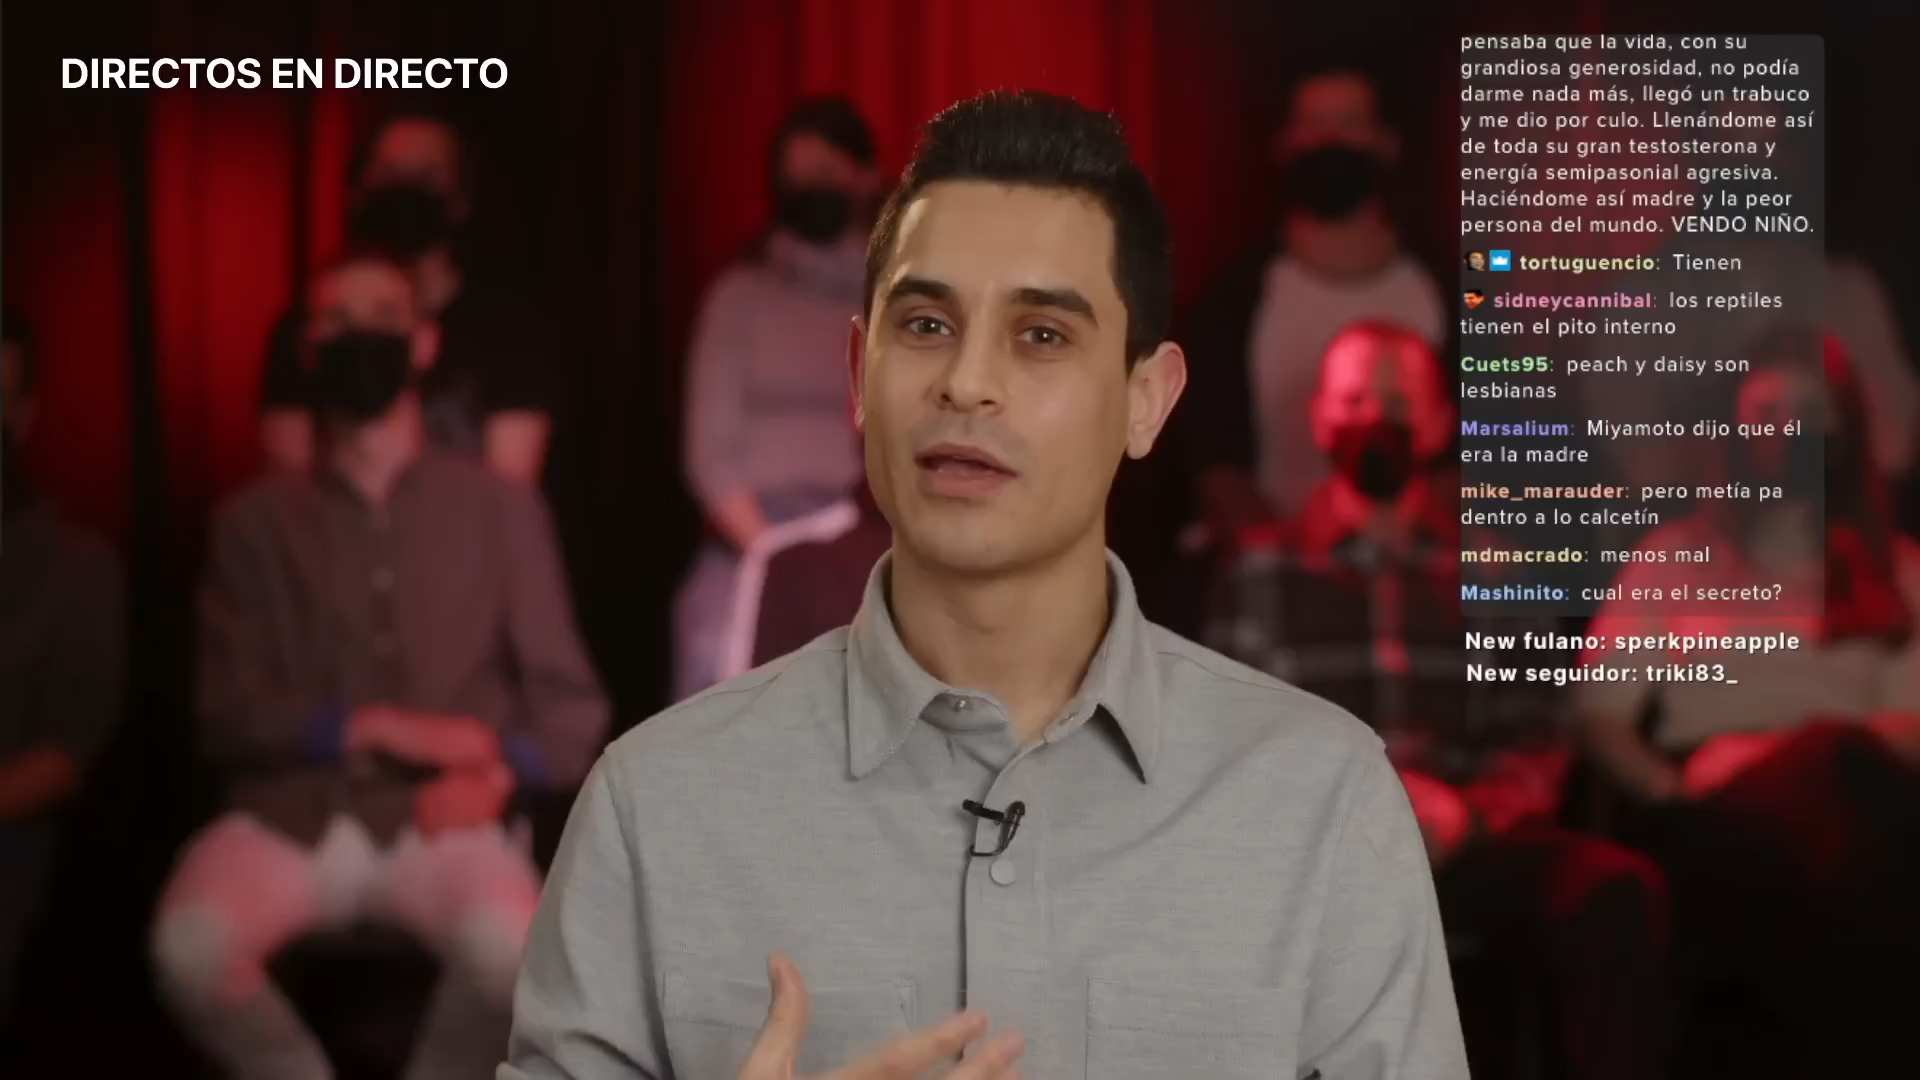 DIRECTOS EN DIRECTO
pensaba que la vida, con su
grandiosa generosidad, no podía
darme nada más, llegó un trabuco
y me dio por culo. Llenándome así
de toda su gran testosterona y
energía semipasonial agresiva.
Haciéndome así madre y la peor
persona del mundo. VENDO NIÑO.
tortuguencio: Tienen
sidneycannibal: los reptiles
tienen el pito interno
Cuets95: peach y daisy son
lesbianas
Marsalium: Miyamoto dijo que él
era la madre
mike_marauder: pero metía pa
dentro a lo calcetín
mdmacrado: menos mal
Mashinito: cual era el secreto?
New fulano: sperkpineapple
New seguidor: triki83_